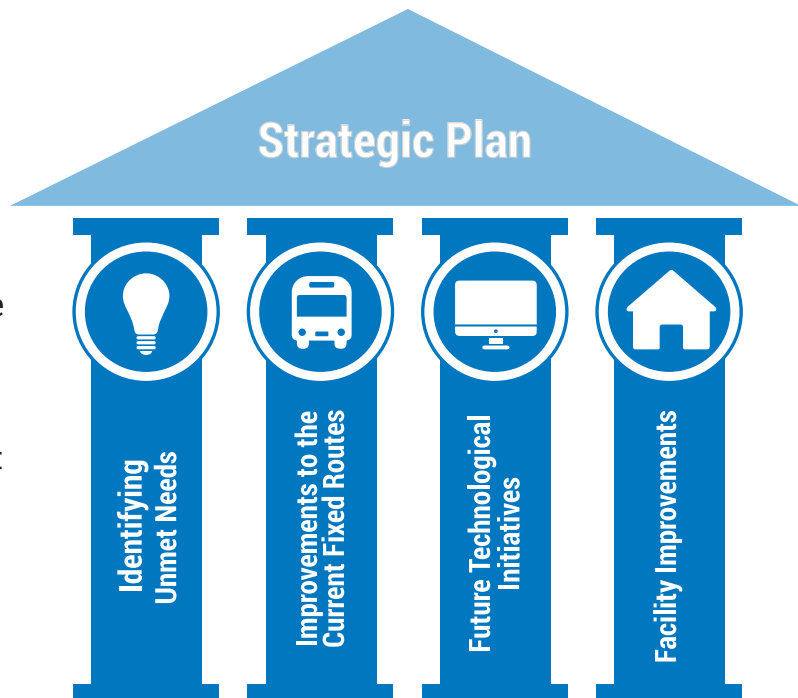 Strategic Plan
Identifying
Unmet Needs
Improvements to the
Current Fixed Routes
Future Technological
Initiatives
Facility Improvements